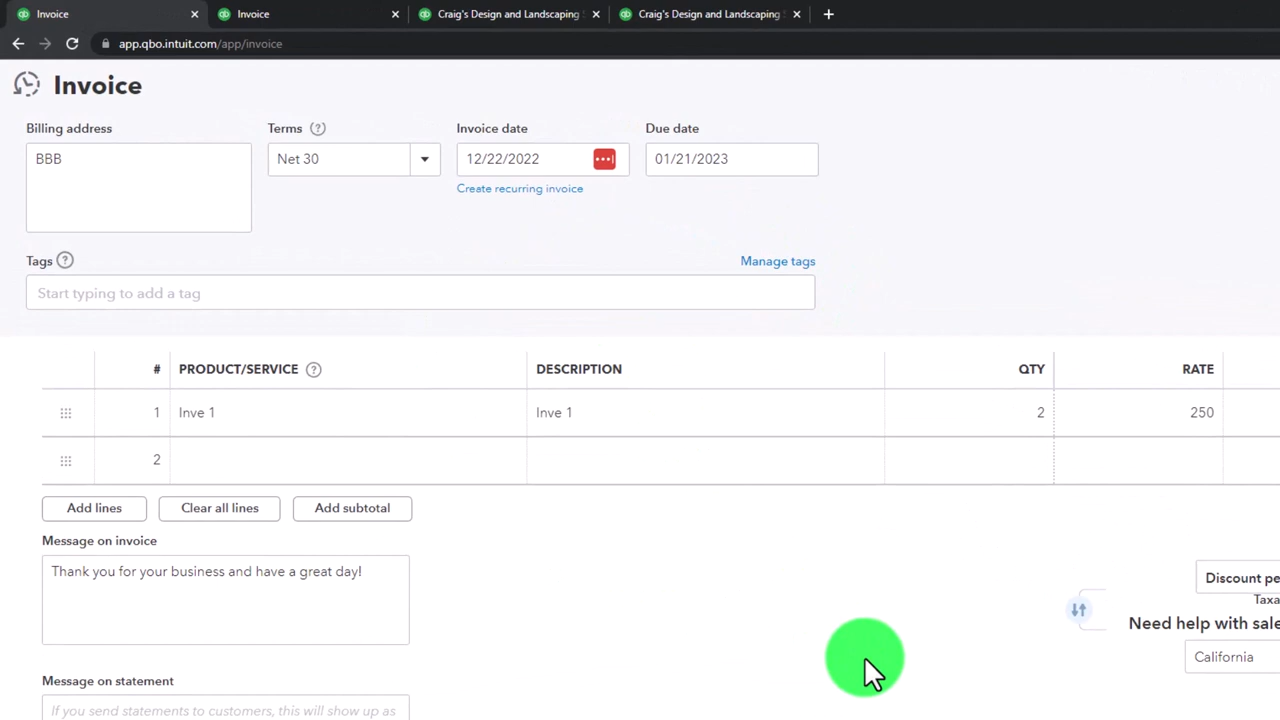 Invoice Invoice Craig's Design and Landscaping Craig's Design and Landscaping
app.qbo.intuit.com/app/invoice
Invoice
Billing address Terms Invoice date Due date
BBB Net 30 12/22/2022 01/21/2023
Create recurring invoice
Tags Manage tags
Start typing to add a tag
# PRODUCT/SERVICE DESCRIPTION QTY RATE
1 Inve 1 Inve 1 2 250
2
Add lines Clear all lines Add subtotal
Message on invoice
Thank you for your business and have a great day!
Discount pe
Taxa
Need help with sale
California
Message on statement
If you send statements to customers, this will show up as